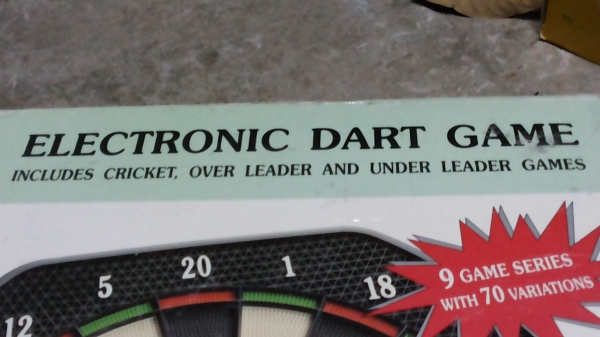 ELECTRONIC DART GAME
INCLUDES CRICKET, OVER LEADER AND UNDER LEADER GAMES
9 GAME SERIES
WITH 70 VARIATIONS
12 5 20 1 18